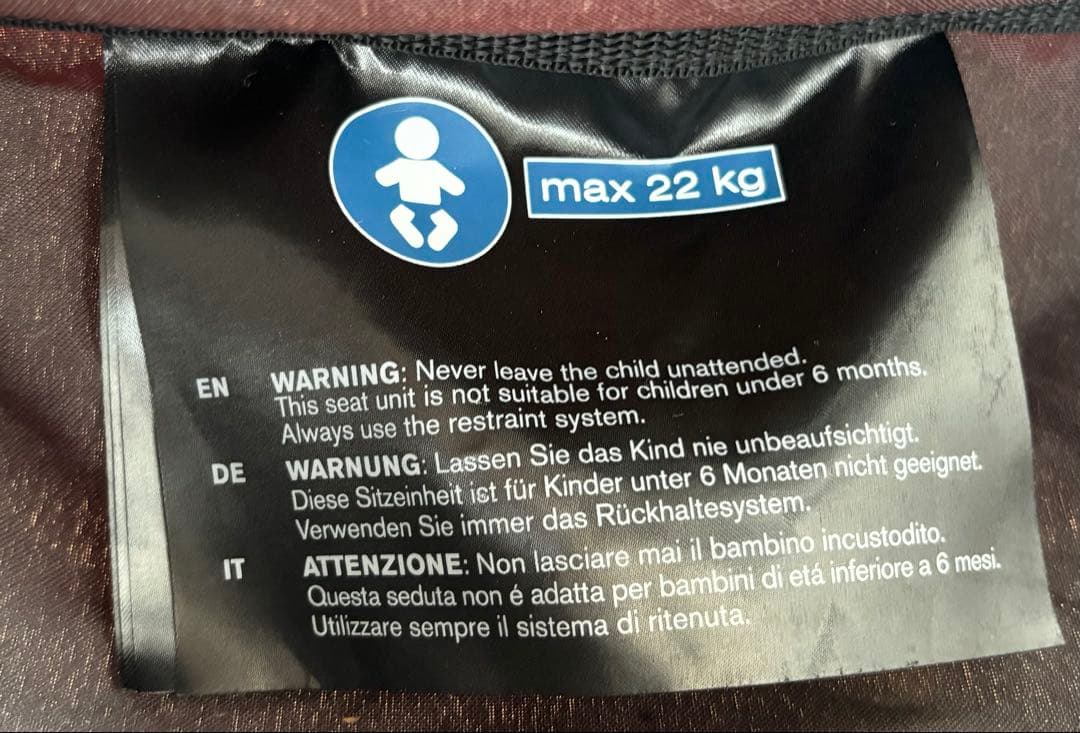 max 22 kg
EN WARNING: Never leave the child unattended.
This seat unit is not suitable for children under 6 months.
Always use the restraint system.
DE WARNUNG: Lassen Sie das Kind nie unbeaufsichtigt.
Diese Sitzeinheit ist für Kinder unter 6 Monaten nicht geeignet.
Verwenden Sie immer das Rückhaltesystem.
IT ATTENZIONE: Non lasciare mai il bambino incustodito.
Questa seduta non é adatta per bambini di etá inferiore a 6 mesi.
Utilizzare sempre il sistema di ritenuta.